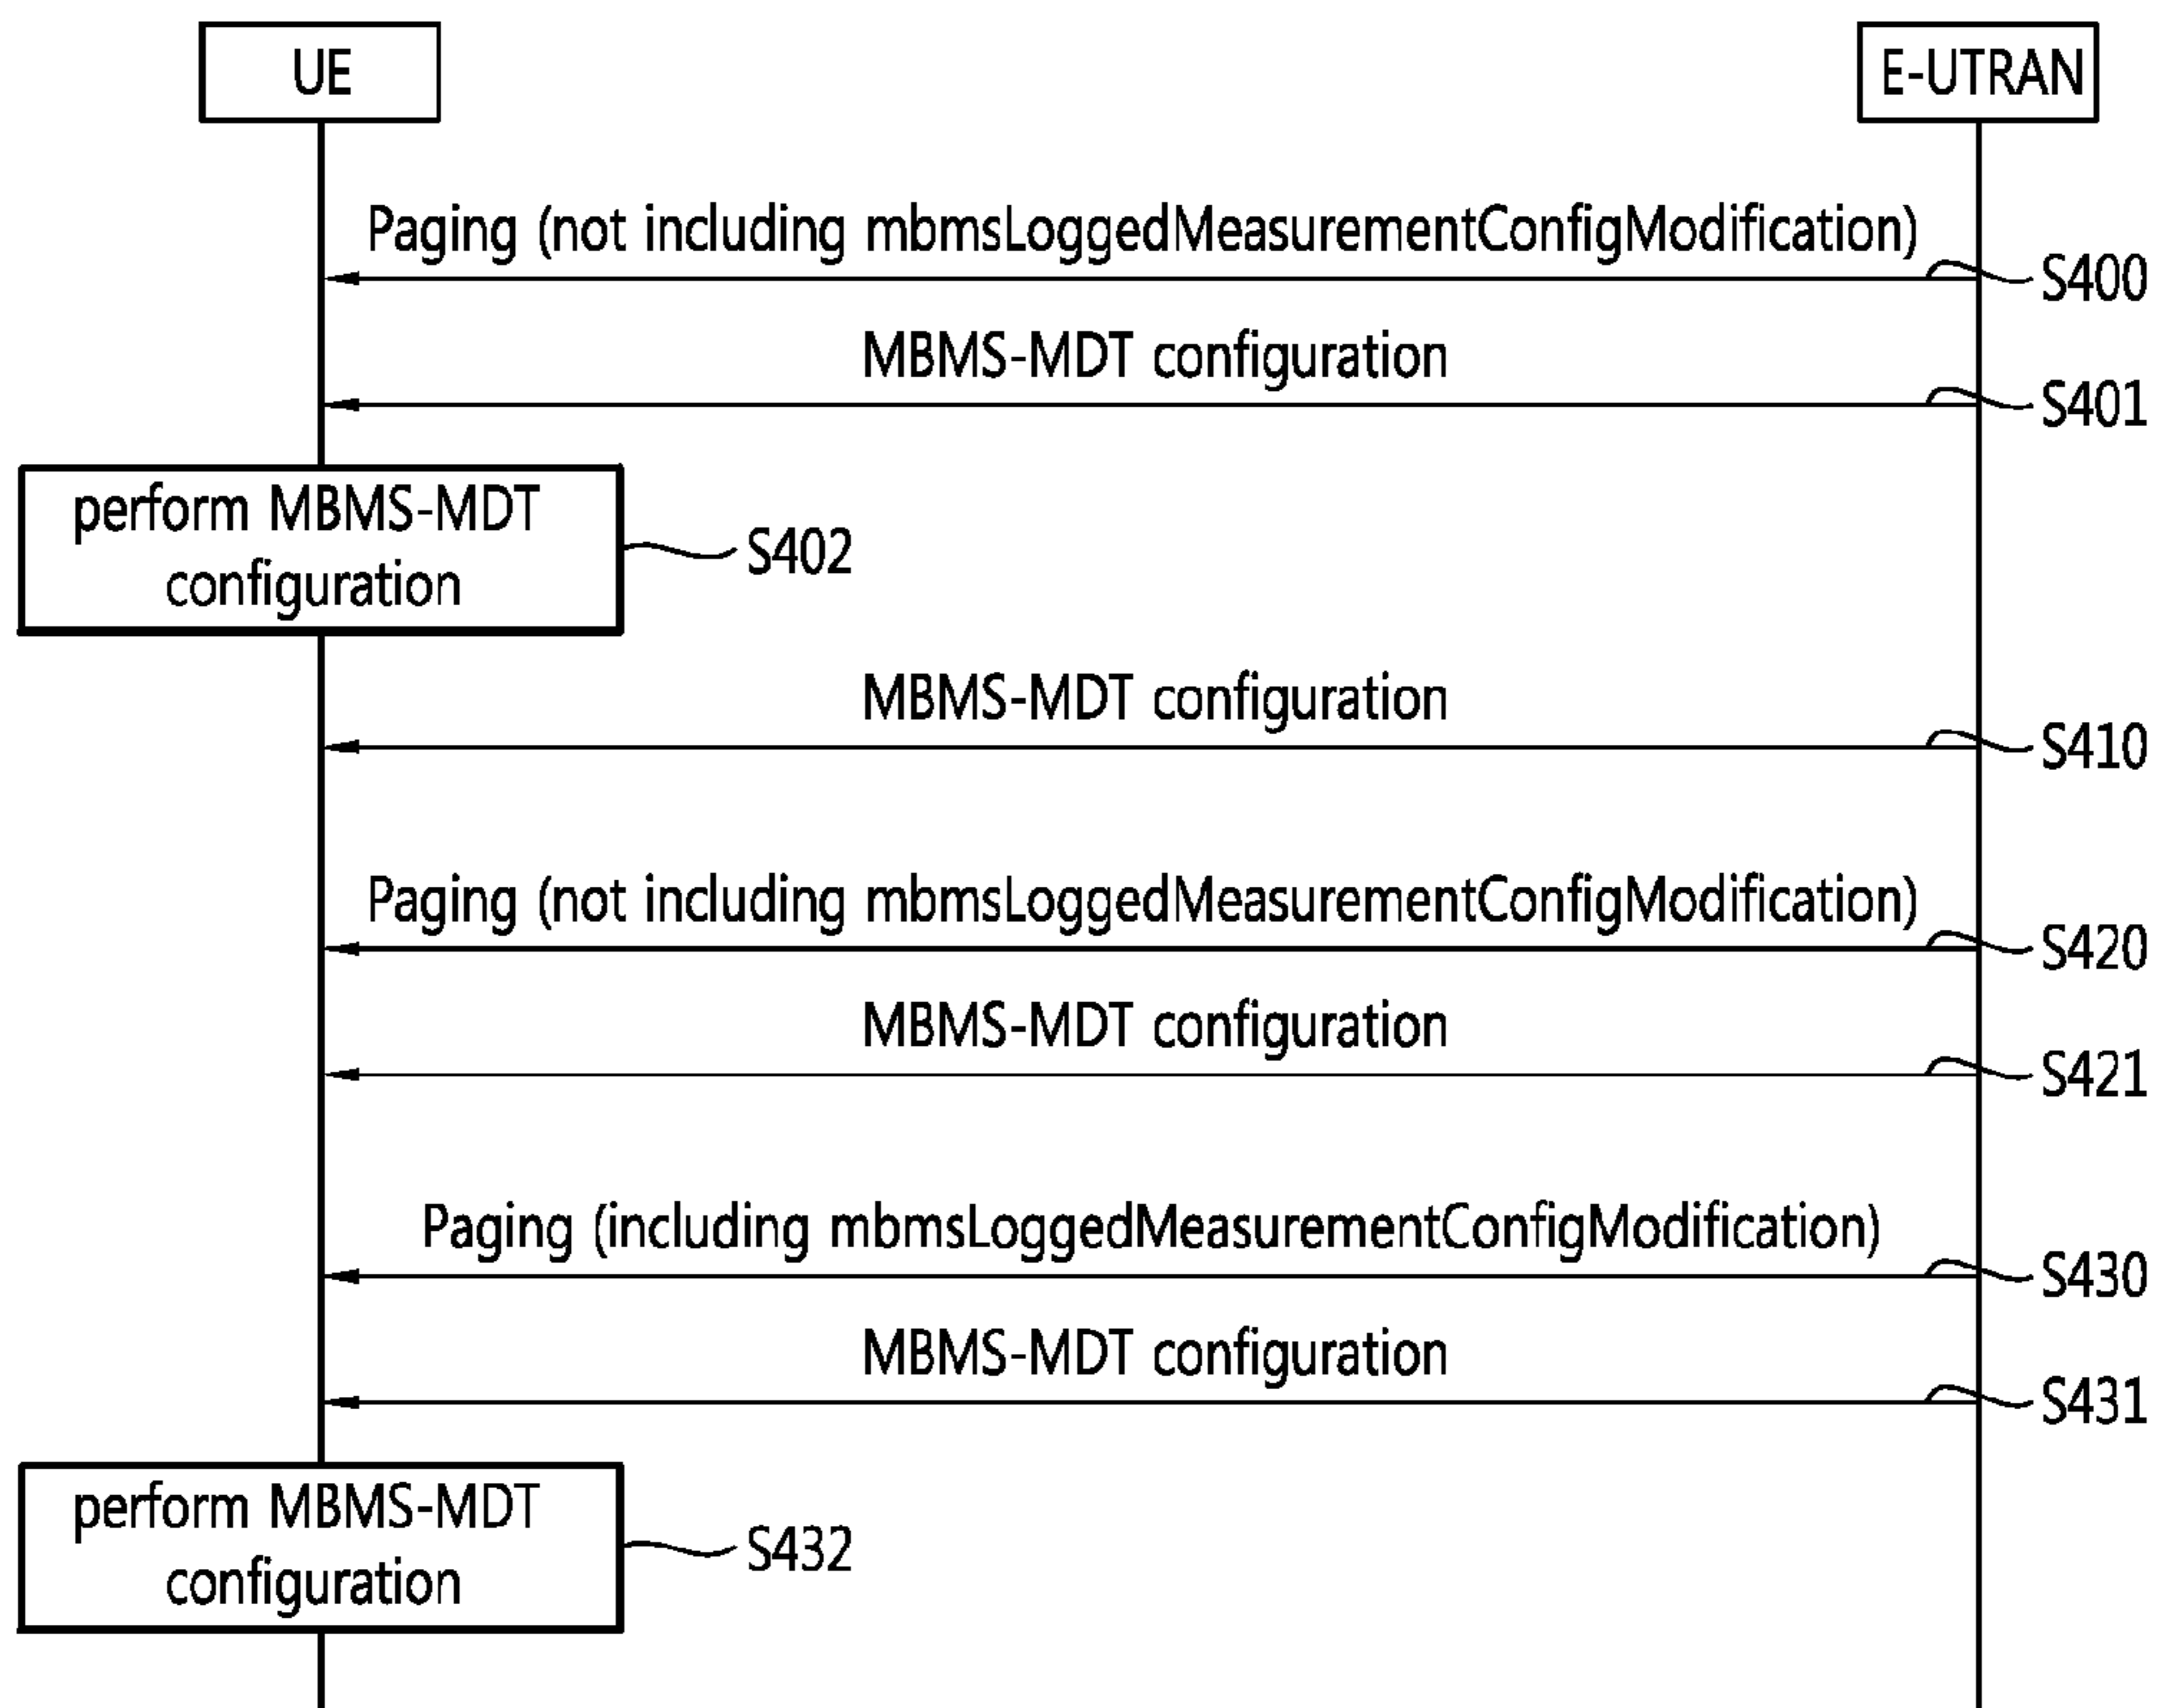 UE
E-UTRAN
Paging (not including mbmsLoggedMeasurementConfigModification)
S400
MBMS-MDT configuration
S401
perform MBMS-MDT
configuration
S402
MBMS-MDT configuration
S410
Paging (not including mbmsLoggedMeasurementConfigModification)
S420
MBMS-MDT configuration
S421
Paging (including mbmsLoggedMeasurementConfigModification)
S430
MBMS-MDT configuration
S431
perform MBMS-MDT
configuration
S432